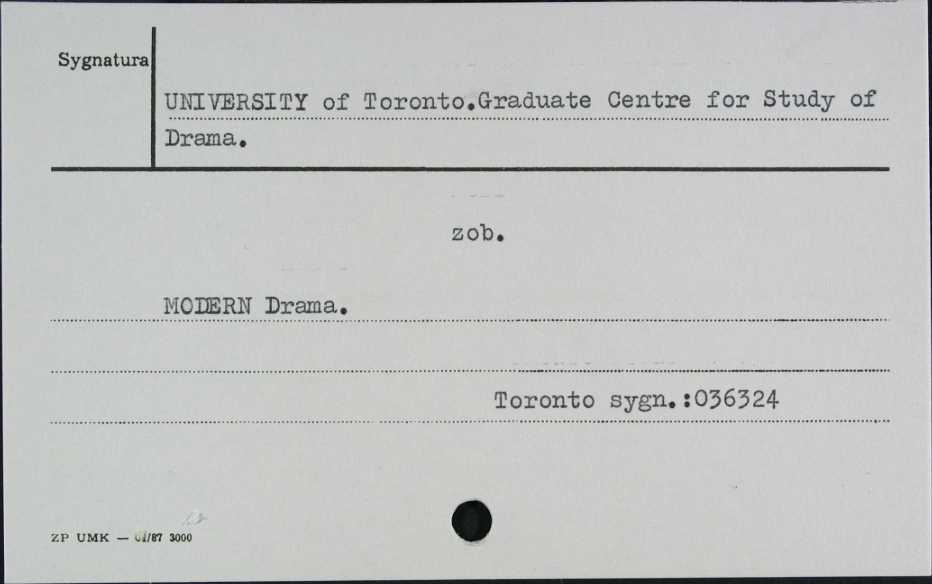 Sygnatura
UNIVERSITY of Toronto.Graduate Centre for Study of
Drama.
zob.
MODERN Drama.
Toronto sygn.:036324
ZP UMK — /87 3000